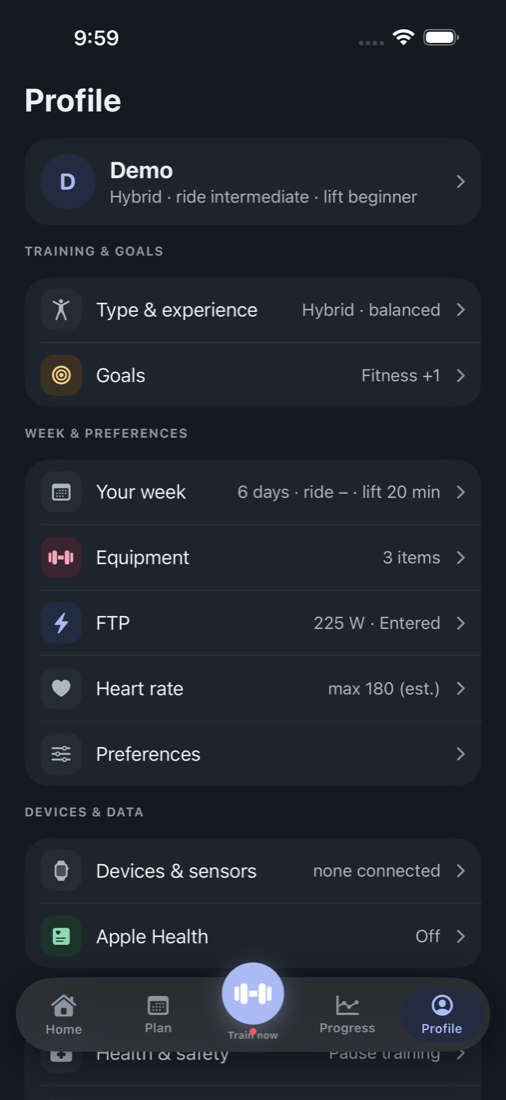 9:59
Profile
D
Demo
Hybrid · ride intermediate · lift beginner
TRAINING & GOALS
Type & experience Hybrid · balanced
Goals Fitness +1
WEEK & PREFERENCES
Your week 6 days · ride – · lift 20 min
Equipment 3 items
FTP 225 W · Entered
Heart rate max 180 (est.)
Preferences
DEVICES & DATA
Devices & sensors none connected
Apple Health Off
Home Plan Train now Progress Profile
Health & safety Pause training